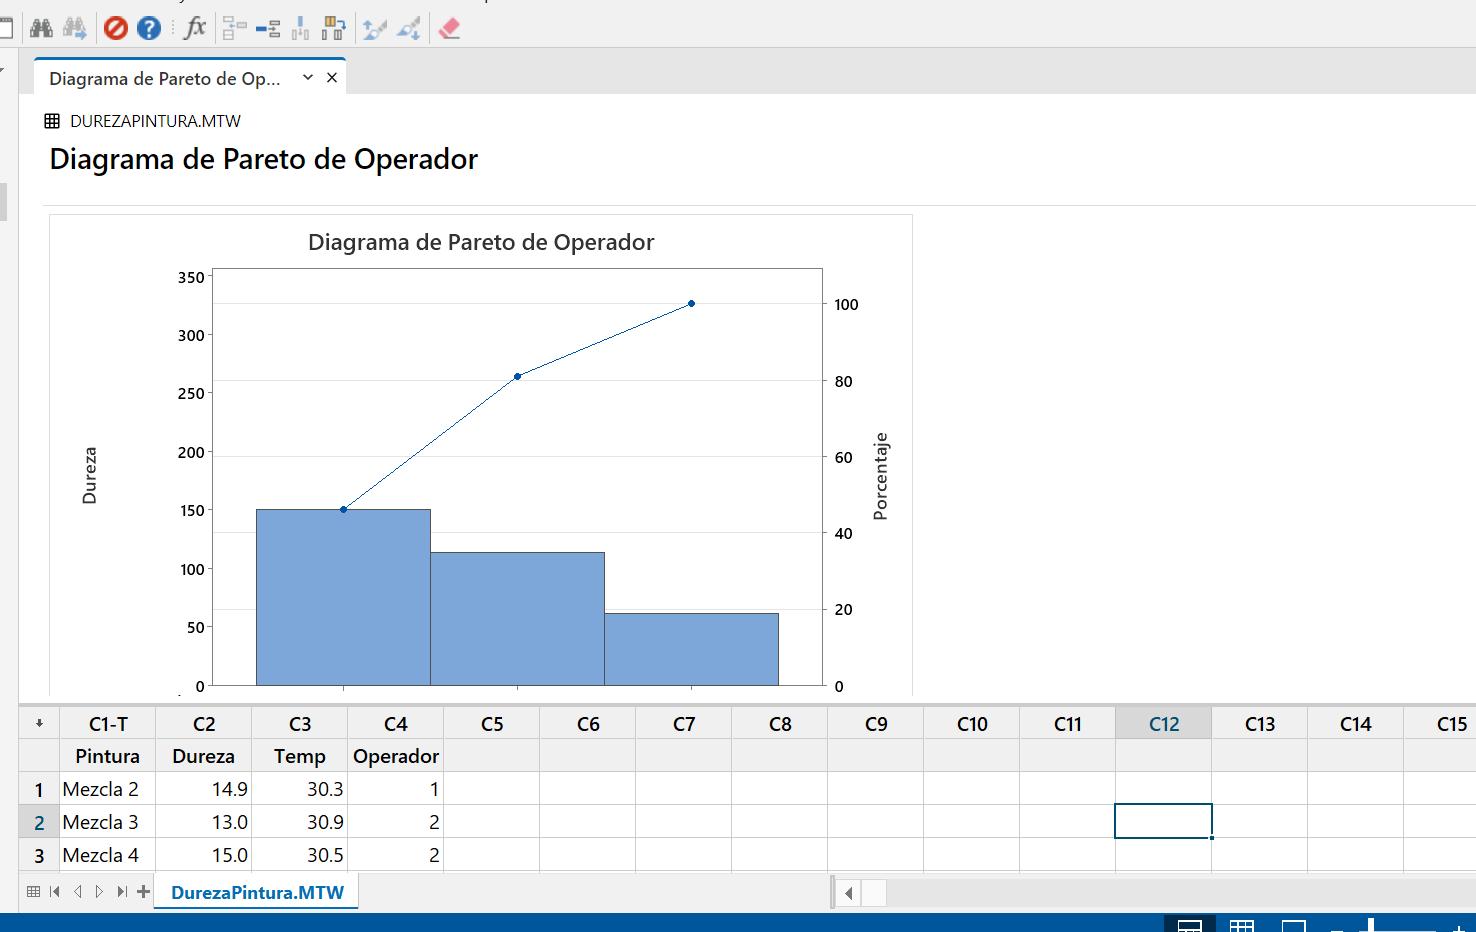 fx
Diagrama de Pareto de Op...
DUREZAPINTURA.MTW
Diagrama de Pareto de Operador
Diagrama de Pareto de Operador
350
300
250
200
150
100
50
0
Dureza
100
80
60
40
20
0
Porcentaje
C1-T C2 C3 C4 C5 C6 C7 C8 C9 C10 C11 C12 C13 C14 C15
Pintura Dureza Temp Operador
1 Mezcla 2 14.9 30.3 1
2 Mezcla 3 13.0 30.9 2
3 Mezcla 4 15.0 30.5 2
DurezaPintura.MTW